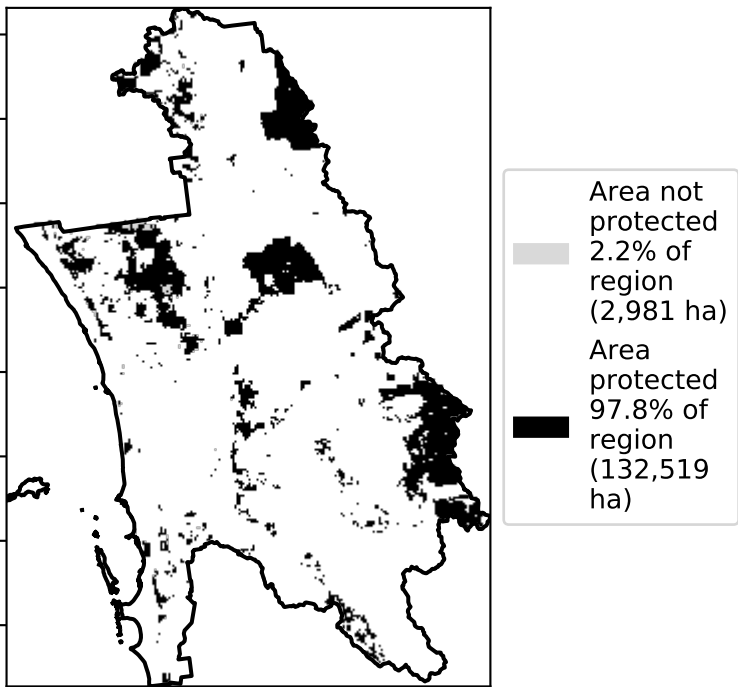 Area not
protected
2.2% of
region
(2,981 ha)
Area
protected
97.8% of
region
(132,519
ha)